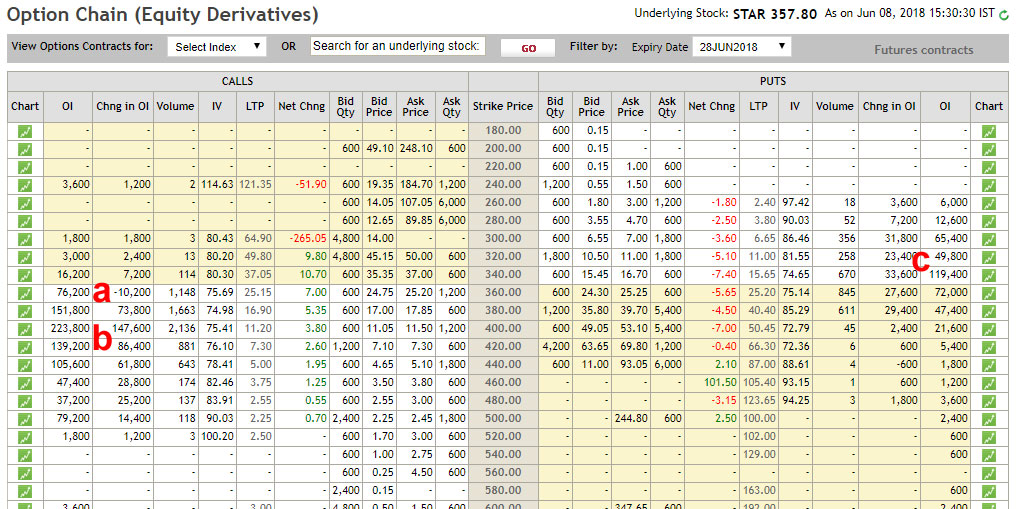 Option Chain (Equity Derivatives)
Underlying Stock: STAR 357.80 As on Jun 08, 2018 15:30:30 IST
View Options Contracts for: Select Index OR Search for an underlying stock: GO Filter by: Expiry Date 28JUN2018 Futures contracts
CALLS PUTS
Chart OI Chng in OI Volume IV LTP Net Chng Bid Qty Bid Price Ask Price Ask Qty Strike Price Bid Qty Bid Price Ask Price Ask Qty Net Chng LTP IV Volume Chng in OI OI Chart
- - - - - - - - - - 180.00 600 0.15 - - - - - - - -
- - - - - - 600 49.10 248.10 600 200.00 600 0.15 - - - - - - - -
- - - - - - - - - - 220.00 600 0.15 1.00 600 - - - - - -
3,600 1,200 2 114.63 121.35 -51.90 600 19.35 184.70 1,200 240.00 1,200 0.55 1.50 600 - - - - - -
- - - - - - 600 14.05 107.05 6,000 260.00 600 1.80 3.00 1,200 -1.80 2.40 97.42 18 3,600 6,000
- - - - - - 600 12.65 89.85 6,000 280.00 600 3.55 4.70 600 -2.50 3.80 90.03 52 7,200 12,600
1,800 1,800 3 80.43 64.90 -265.05 4,800 14.00 - - 300.00 600 6.55 7.00 1,800 -3.60 6.65 86.46 356 31,800 65,400
3,000 2,400 13 80.20 49.80 9.80 4,800 45.15 50.00 600 320.00 1,800 10.50 11.00 1,800 -5.10 11.00 81.55 258 23,400 c 49,800
16,200 7,200 114 80.30 37.05 10.70 600 35.35 37.00 600 340.00 600 15.45 16.70 600 -7.40 15.65 74.65 670 33,600 119,400
76,200 a -10,200 1,148 75.69 25.15 7.00 600 24.75 25.20 1,200 360.00 600 24.30 25.25 600 -5.65 25.20 75.14 845 27,600 72,000
151,800 73,800 1,663 74.98 16.90 5.35 600 17.00 17.85 600 380.00 1,200 35.80 39.70 5,400 -4.50 40.40 85.29 611 29,400 47,400
223,800 b 147,600 2,136 75.41 11.20 3.80 600 11.05 11.50 1,200 400.00 600 49.05 53.10 5,400 -7.00 50.45 72.79 45 2,400 21,600
139,200 86,400 881 76.10 7.30 2.60 1,200 7.10 7.30 600 420.00 4,200 63.65 69.80 1,200 -0.40 66.30 72.36 6 600 5,400
105,600 61,800 643 78.41 5.00 1.95 600 4.65 5.10 1,800 440.00 600 11.00 93.05 6,000 2.10 87.00 88.61 4 -600 1,800
47,400 28,800 174 82.46 3.75 1.25 600 3.50 3.80 600 460.00 - - - - 101.50 105.40 93.15 1 600 1,200
37,200 25,200 137 83.91 2.55 0.55 600 2.55 3.00 600 480.00 - - - - -3.15 123.65 94.25 3 1,800 3,600
79,200 14,400 118 90.03 2.25 0.70 2,400 2.25 2.45 1,800 500.00 - - 244.80 600 2.50 100.00 - - - 2,400
1,800 1,200 3 100.20 2.50 - 600 1.70 3.00 600 520.00 - - - - - 102.00 - - - 600
- - - - - - 600 1.00 2.75 600 540.00 - - - - - 129.00 - - - 600
- - - - - - 600 0.25 4.50 600 560.00 - - - - - - - - - -
- - - - - - 2,400 0.15 - - 580.00 - - - - - 163.00 - - - 600
3,600 - - - 3.00 - 4,800 0.50 1.50 600 600.00 - - 347.65 600 - 192.00 - - - 2,400